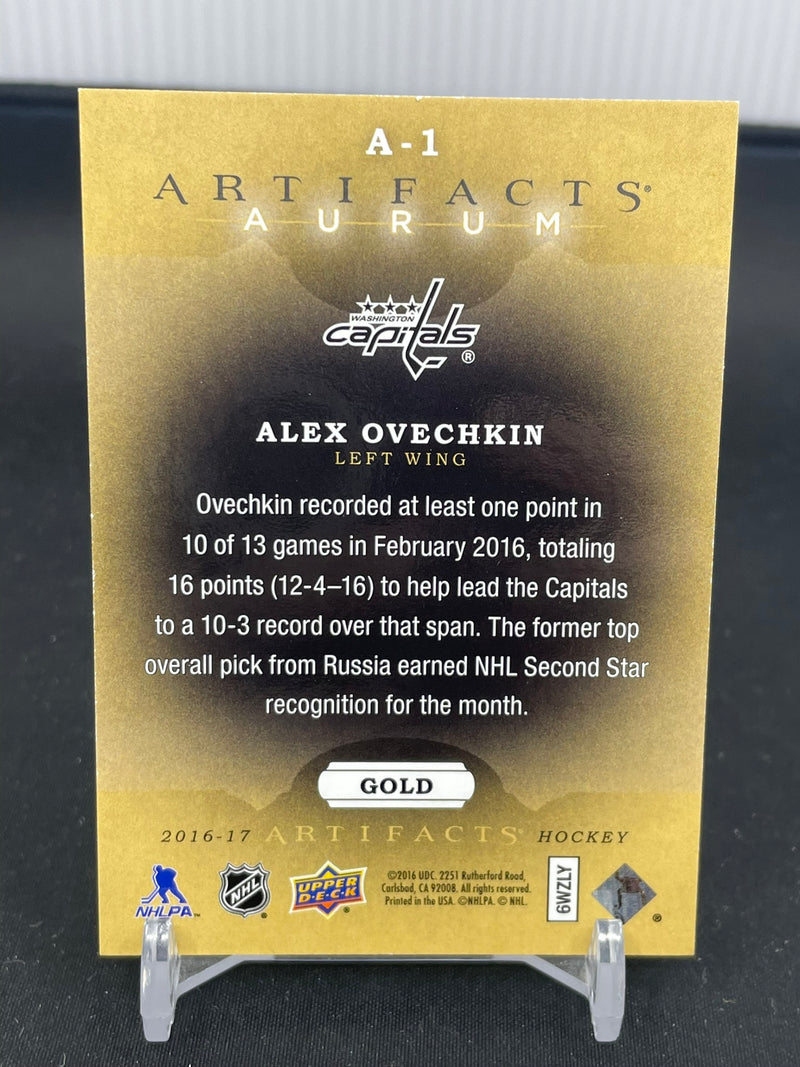 A-1
ARTIFACTS®
AURUM
WASHINGTON
capitals®
ALEX OVECHKIN
LEFT WING
Ovechkin recorded at least one point in
10 of 13 games in February 2016, totaling
16 points (12-4–16) to help lead the Capitals
to a 10-3 record over that span. The former top
overall pick from Russia earned NHL Second Star
recognition for the month.
GOLD
2016-17 ARTIFACTS® HOCKEY
NHLPA™
NHL®
UPPER
D·E·C·K®
©2016 UDC. 2251 Rutherford Road,
Carlsbad, CA 92008. All rights reserved.
Printed in the USA. ©NHLPA. © NHL.
6WZLY
®